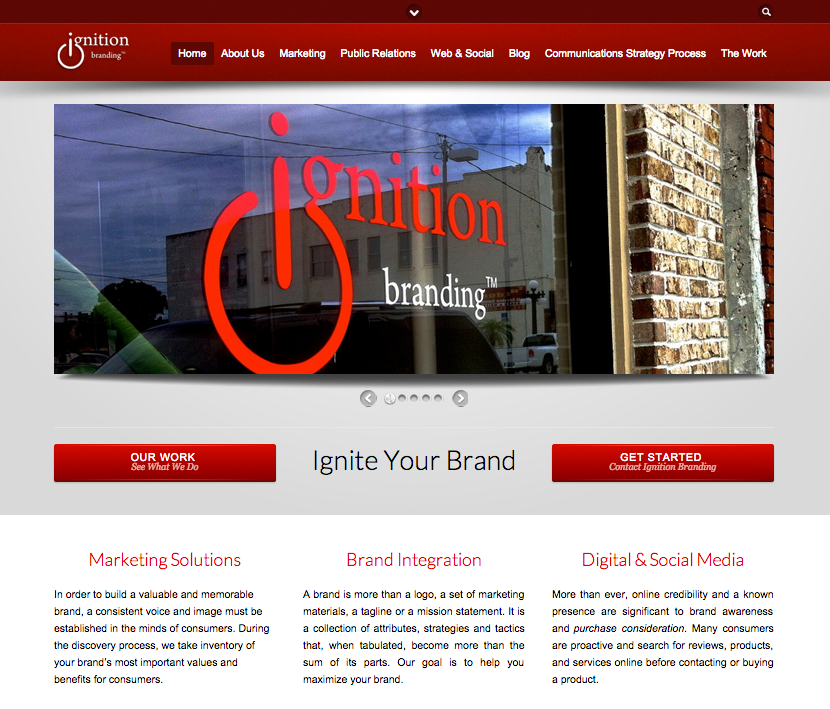 ignition
branding™
Home About Us Marketing Public Relations Web & Social Blog Communications Strategy Process The Work
ignition
branding™
OUR WORK
See What We Do
Ignite Your Brand
GET STARTED
Contact Ignition Branding
Marketing Solutions
In order to build a valuable and memorable
brand, a consistent voice and image must be
established in the minds of consumers. During
the discovery process, we take inventory of
your brand's most important values and
benefits for consumers.
Brand Integration
A brand is more than a logo, a set of marketing
materials, a tagline or a mission statement. It is
a collection of attributes, strategies and tactics
that, when tabulated, become more than the
sum of its parts. Our goal is to help you
maximize your brand.
Digital & Social Media
More than ever, online credibility and a known
presence are significant to brand awareness
and purchase consideration. Many consumers
are proactive and search for reviews, products,
and services online before contacting or buying
a product.